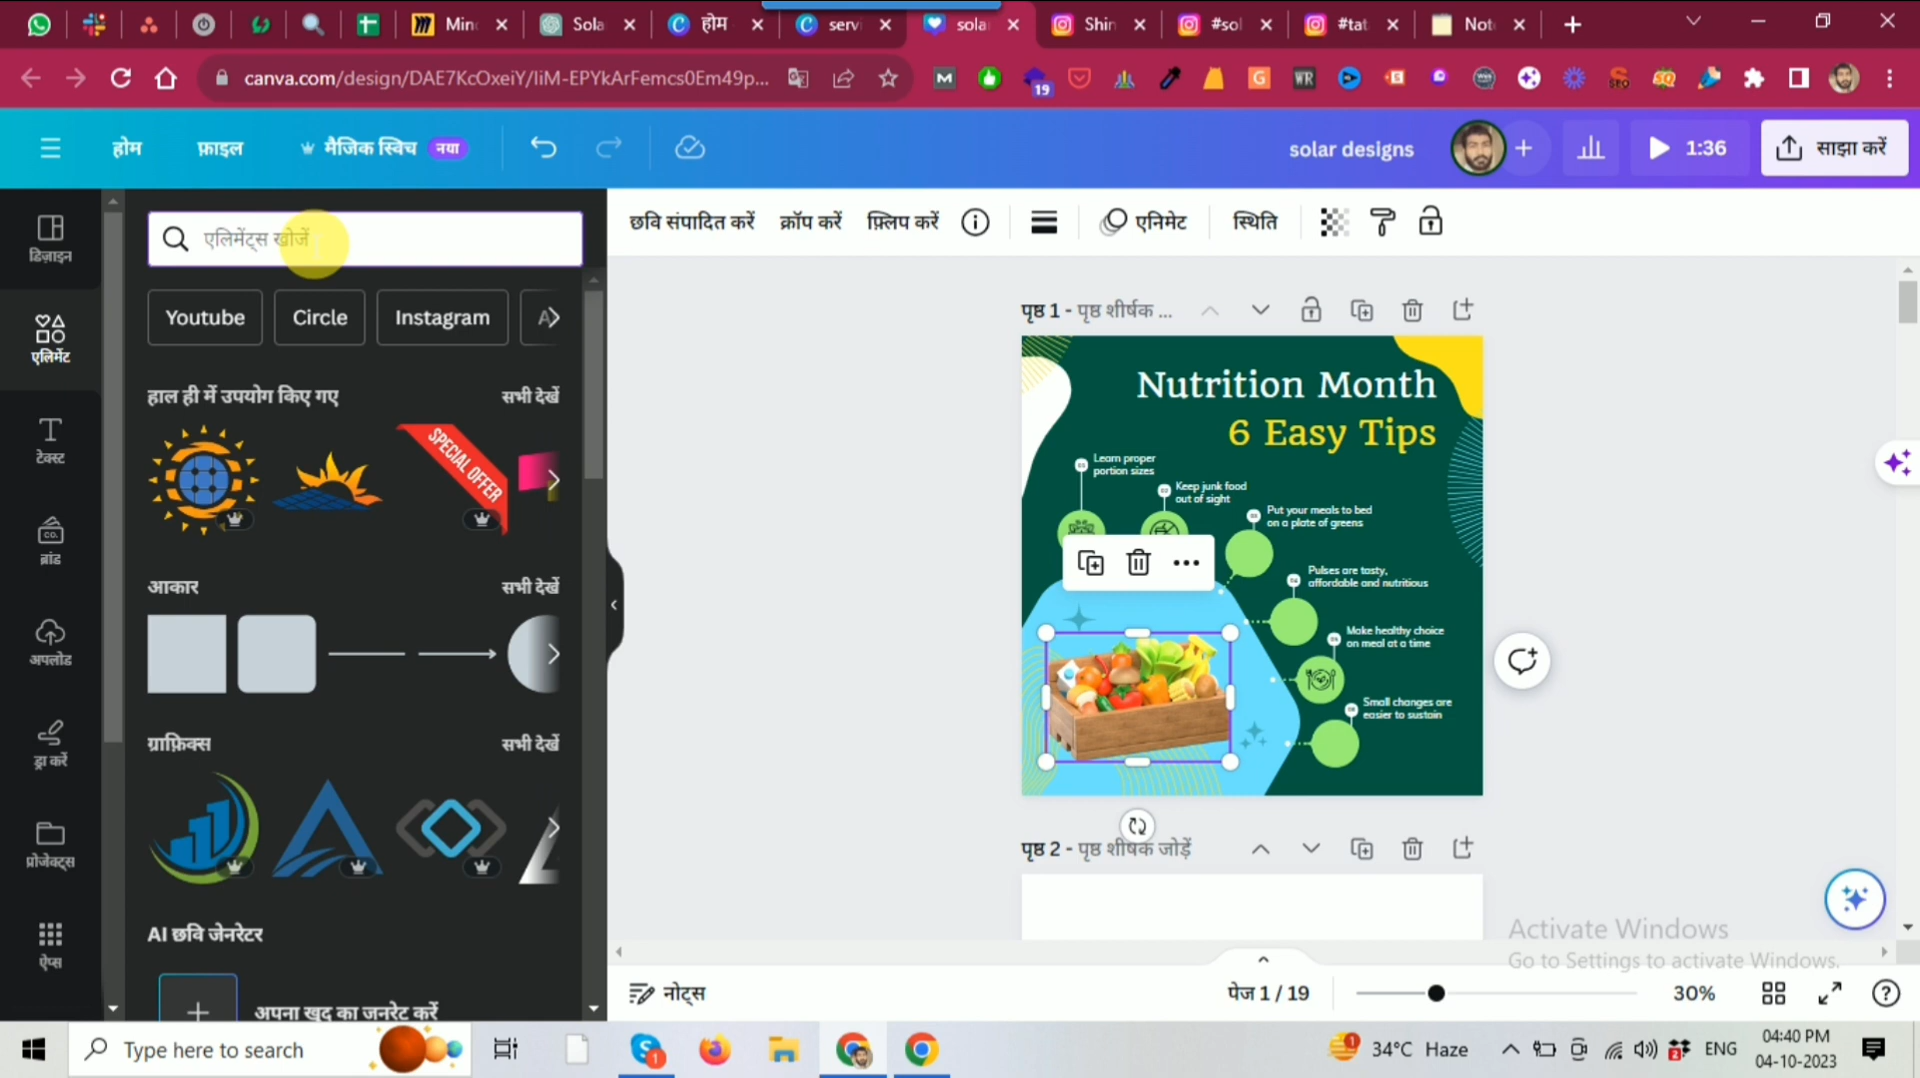 Min
Sola
होम
serv
sola
Shin
#sol
#tat
Not
canva.com/design/DAE7KcOxeiY/IiM-EPYkArFemcs0Em49p...
19
होम
फ़ाइल
मैजिक स्विच
नया
solar designs
1:36
साझा करें
डिज़ाइन
एलिमेंट
टेक्स्ट
ब्रांड
अपलोड
ड्रा करें
प्रोजेक्ट्स
ऐप्स
एलिमेंट्स खोजें
Youtube
Circle
Instagram
A
हाल ही में उपयोग किए गए
सभी देखें
SPECIAL OFFER
आकार
सभी देखें
ग्राफ़िक्स
सभी देखें
AI छवि जेनरेटर
अपना खुद का जनरेट करें
छवि संपादित करें
क्रॉप करें
फ़्लिप करें
एनिमेट
स्थिति
पृष्ठ 1 - पृष्ठ शीर्षक ...
Nutrition Month
6 Easy Tips
Learn proper
portion sizes
Keep junk food
out of sight
Put your meals to bed
on a plate of greens
Pulses are tasty,
affordable and nutritious
Make healthy choice
on meal at a time
Small changes are
easier to sustain
पृष्ठ 2 - पृष्ठ शीर्षक जोड़ें
Activate Windows
Go to Settings to activate Windows.
नोट्स
पेज 1 / 19
30%
Type here to search
34°C Haze
ENG
04:40 PM
04-10-2023